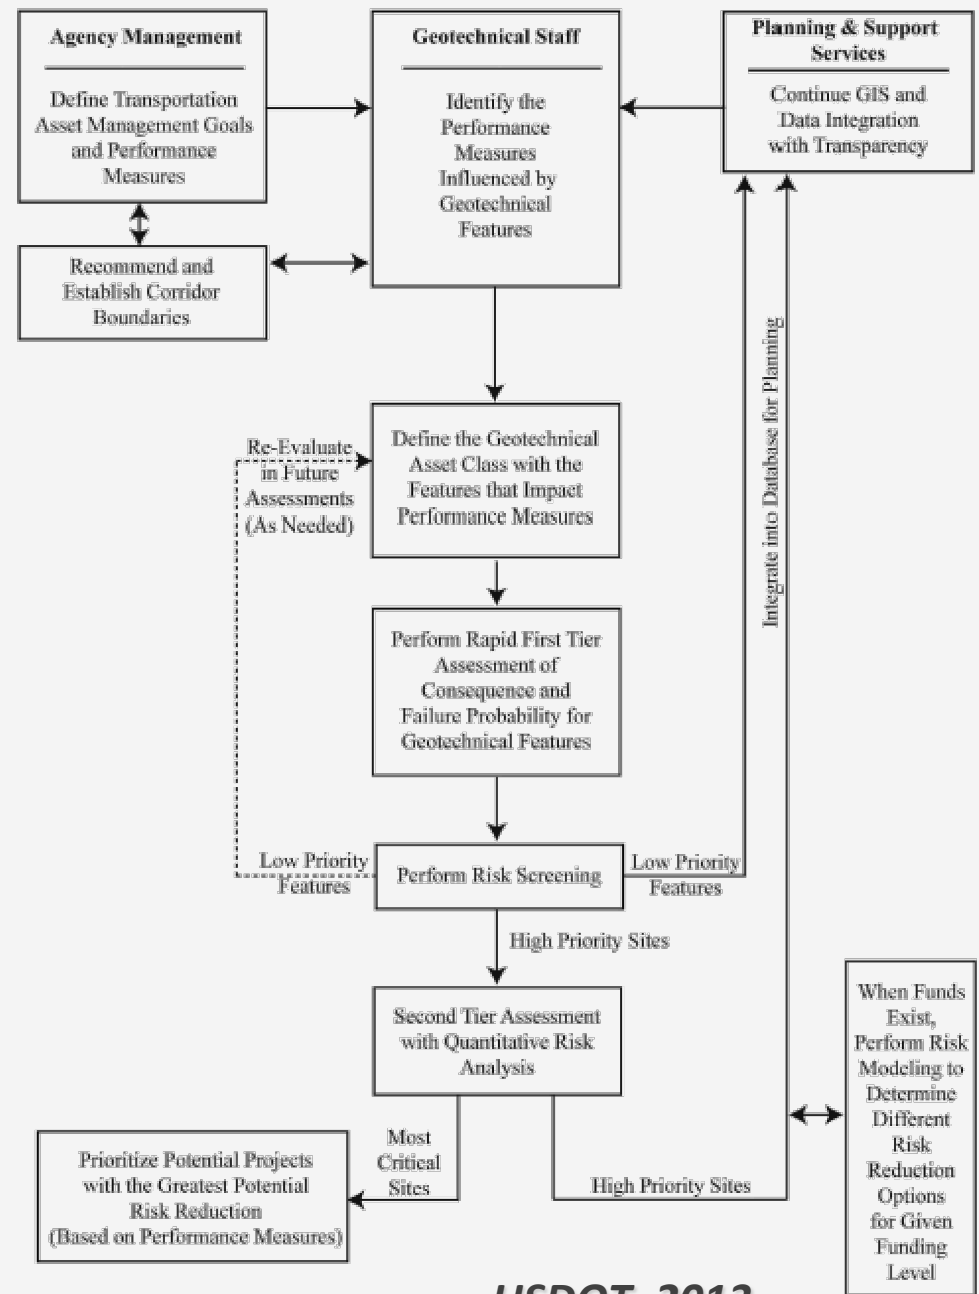 Agency Management
Define Transportation
Asset Management Goals
and Performance
Measures
Geotechnical Staff
Identify the
Performance
Measures
Influenced by
Geotechnical
Features
Planning & Support
Services
Continue GIS and
Data Integration
with Transparency
Recommend and
Establish Corridor
Boundaries
Integrate into Database for Planning
Re-Evaluate
in Future
Assessments
(As Needed)
Define the Geotechnical
Asset Class with the
Features that Impact
Performance Measures
Perform Rapid First Tier
Assessment of
Consequence and
Failure Probability for
Geotechnical Features
Low Priority
Features
Perform Risk Screening
Low Priority
Features
High Priority Sites
Second Tier Assessment
with Quantitative Risk
Analysis
When Funds
Exist,
Perform Risk
Modeling to
Determine
Different
Risk
Reduction
Options
for Given
Funding
Level
Most
Critical
Sites
Prioritize Potential Projects
with the Greatest Potential
Risk Reduction
(Based on Performance Measures)
High Priority Sites